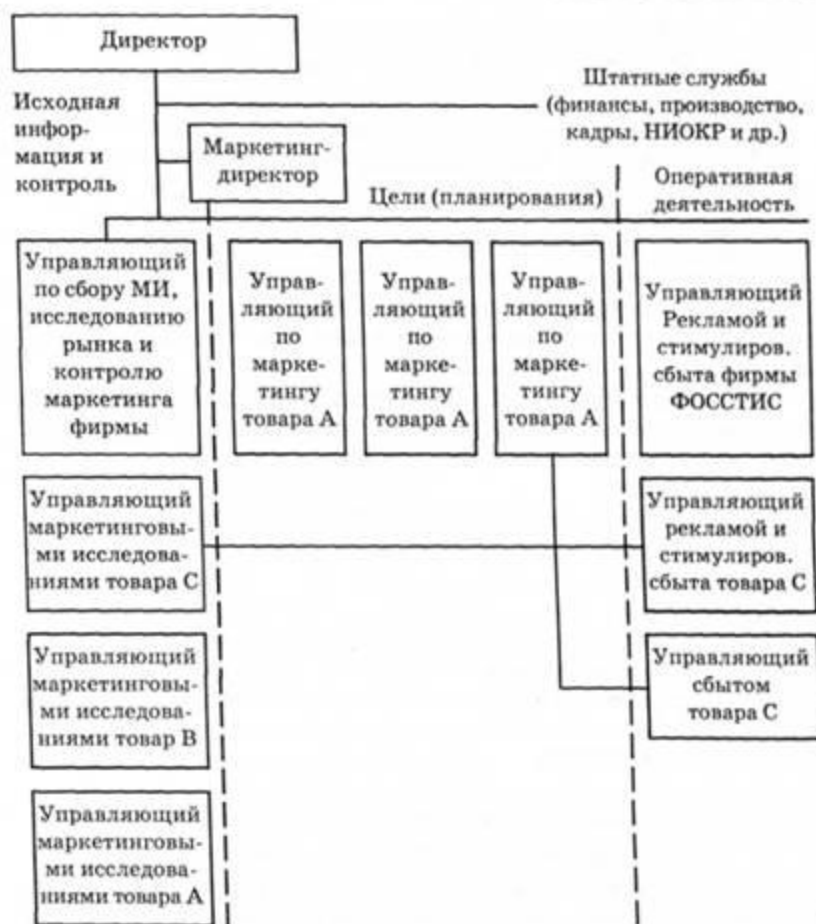 Директор
Штатные службы
(финансы, производство,
кадры, НИОКР и др.)
Исходная
инфор-
мация и
контроль
Маркетинг-
директор
Цели (планирования)
Оперативная
деятельность
Управляющий
по сбору МИ,
исследованию
рынка и
контролю
маркетинга
фирмы
Управ-
ляющий
по
марке-
тингу
товара А
Управ-
ляющий
по
марке-
тингу
товара А
Управ-
ляющий
по
марке-
тингу
товара А
Управляющий
Рекламой и
стимулиров.
сбыта фирмы
ФОССТИС
Управляющий
маркетинговы-
ми исследова-
ниями товара С
Управляющий
рекламой и
стимулиров.
сбыта товара С
Управляющий
маркетинговы-
ми исследова-
ниями товар В
Управляющий
сбытом
товара С
Управляющий
маркетинговы-
ми исследова-
ниями товара А